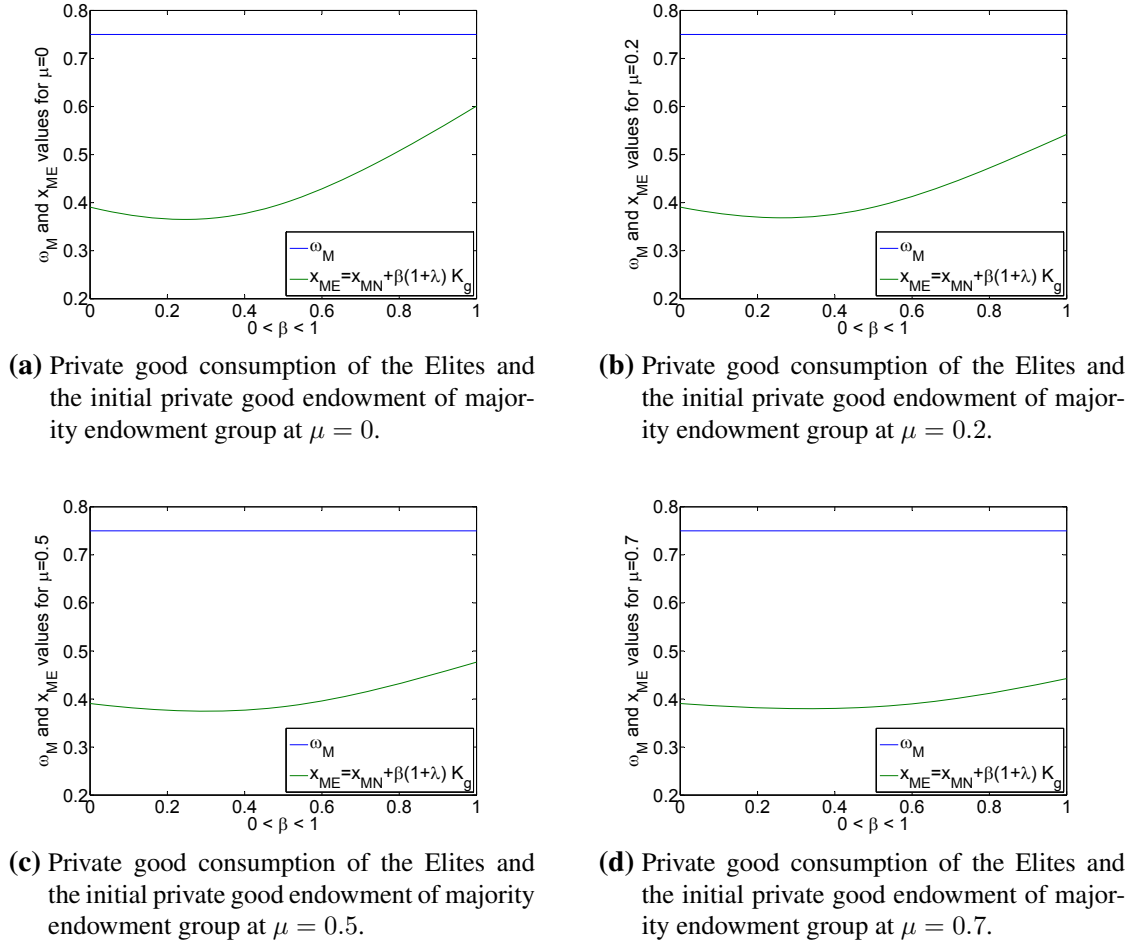 0.8
0.7
0.6
0.5
0.4
0.3
0.2
ω_M and x_ME values for μ=0
ω_M
x_ME=x_MN+β(1+λ) K_g
0 0.2 0.4 0.6 0.8 1
0 < β < 1
(a) Private good consumption of the Elites and
the initial private good endowment of major-
ity endowment group at μ = 0.
0.8
0.7
0.6
0.5
0.4
0.3
0.2
ω_M and x_ME values for μ=0.2
ω_M
x_ME=x_MN+β(1+λ) K_g
0 0.2 0.4 0.6 0.8 1
0 < β < 1
(b) Private good consumption of the Elites and
the initial private good endowment of major-
ity endowment group at μ = 0.2.
0.8
0.7
0.6
0.5
0.4
0.3
0.2
ω_M and x_ME values for μ=0.5
ω_M
x_ME=x_MN+β(1+λ) K_g
0 0.2 0.4 0.6 0.8 1
0 < β < 1
(c) Private good consumption of the Elites and
the initial private good endowment of majority
endowment group at μ = 0.5.
0.8
0.7
0.6
0.5
0.4
0.3
0.2
ω_M and x_ME values for μ=0.7
ω_M
x_ME=x_MN+β(1+λ) K_g
0 0.2 0.4 0.6 0.8 1
0 < β < 1
(d) Private good consumption of the Elites and
the initial private good endowment of major-
ity endowment group at μ = 0.7.